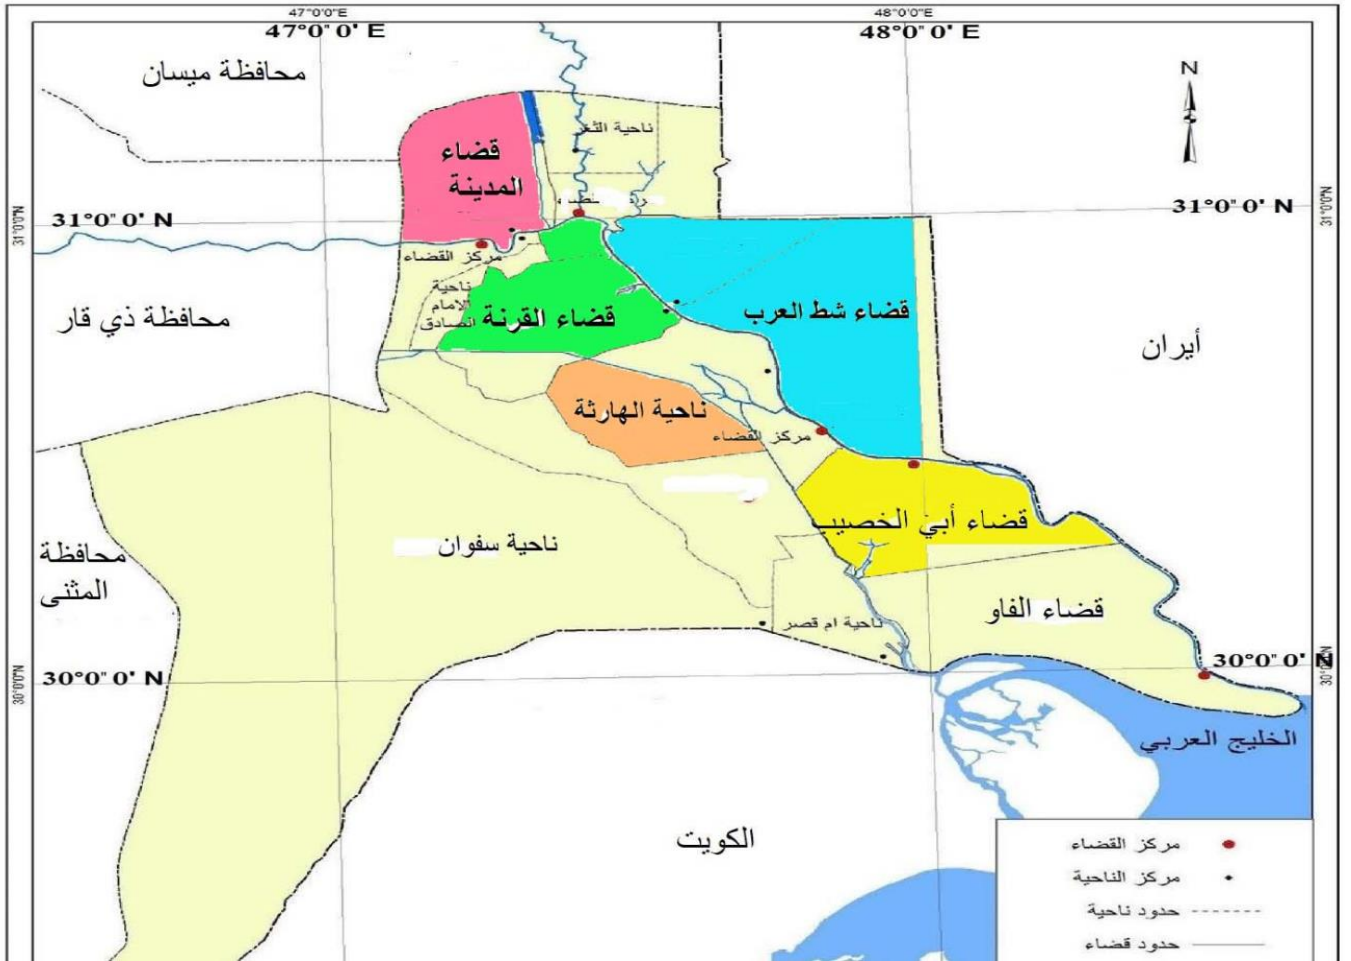 47°0'0"E
48°0'0"E
47°0" 0' E
48°0" 0' E
محافظة ميسان
N
ناحية الثغر
قضاء
المدينة
31°0" 0' N
31°0" 0' N
31°0'0"N
31°0'0"N
مركز القضاء
ناحية
الامام
الصادق
قضاء القرنة
قضاء شط العرب
محافظة ذي قار
أيران
ناحية الهارثة
مركز القضاء
قضاء أبي الخصيب
ناحية سفوان
محافظة
المثنى
قضاء الفاو
ناحية ام قصر
30°0" 0' N
30°0" 0' N
30°0'0"N
30°0'0"N
الخليج العربي
الكويت
مركز القضاء
مركز الناحية
حدود ناحية
حدود قضاء